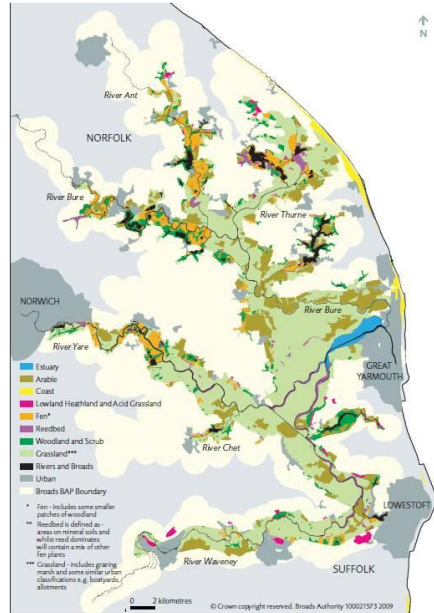 N
River Ant
NORFOLK
River Bure
River Thurne
NORWICH
River Bure
River Yare
GREAT
YARMOUTH
Estuary
Arable
Coast
Lowland Heathland and Acid Grassland
Fen*
Reedbed
Woodland and Scrub
Grassland***
Rivers and Broads
Urban
Broads BAP Boundary
River Chet
LOWESTOFT
* Fen - includes some smaller
patches of woodland
** Reedbed is defined as -
areas on mineral soils and
whilst reed dominates
will contain a mix of other
fen plants
*** Grassland - includes grazing
marsh and some similar urban
classifications e.g. boatyards,
allotments
River Waveney
SUFFOLK
0 2 kilometres
© Crown copyright reserved. Broads Authority 100021573 2009